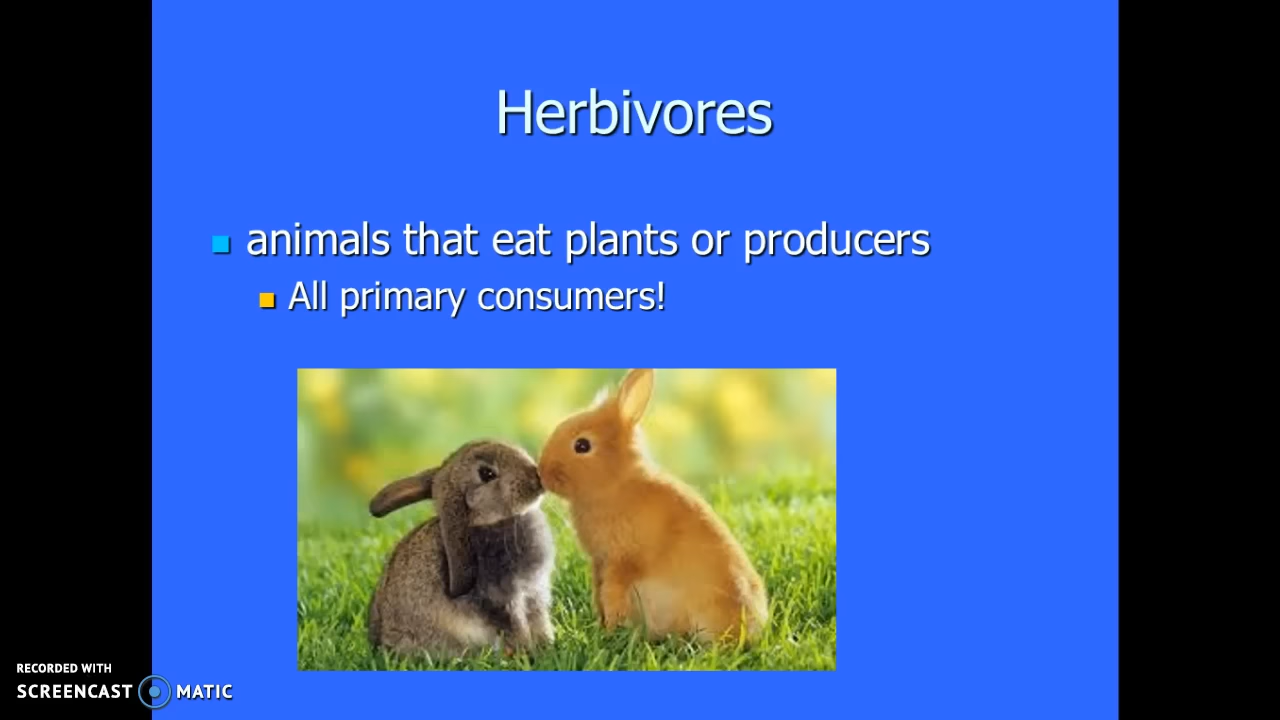 Herbivores
animals that eat plants or producers
All primary consumers!
RECORDED WITH
SCREENCAST MATIC